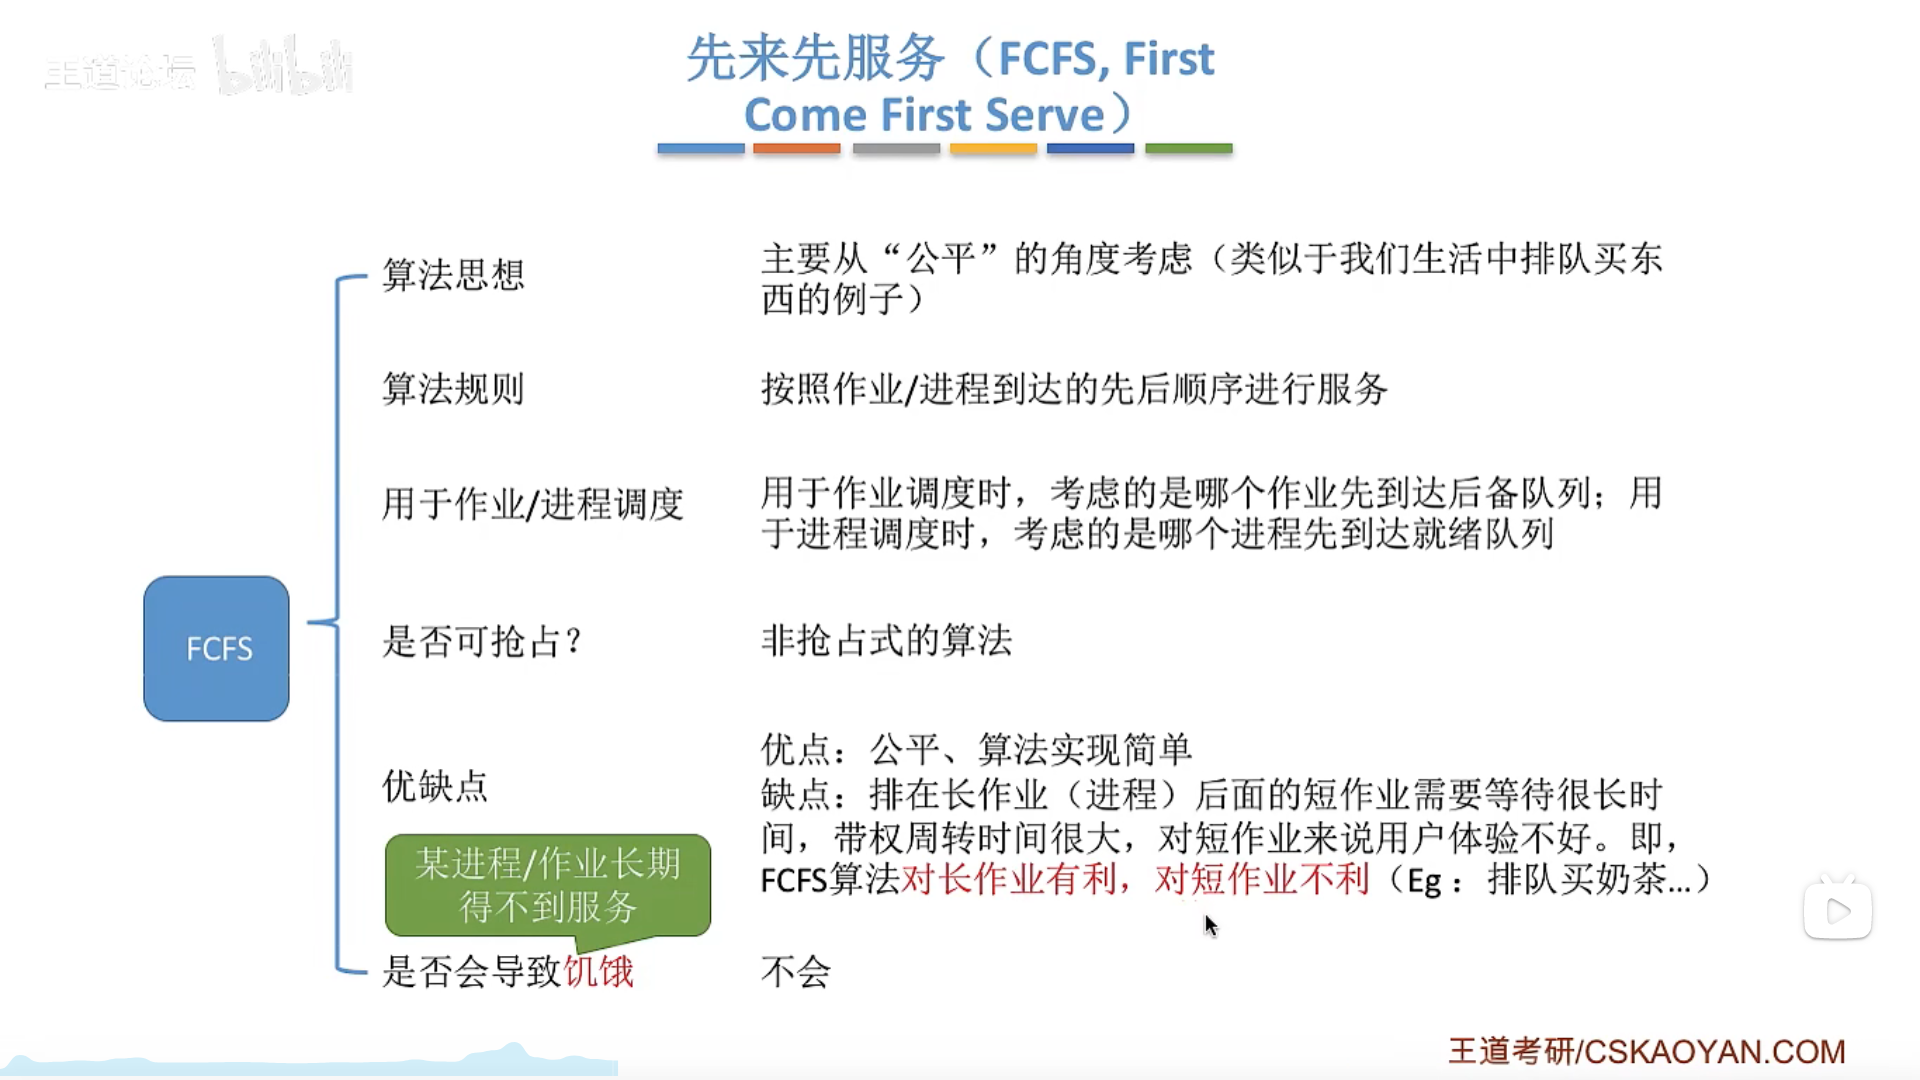 王道论坛 bilibili
先来先服务（FCFS, First
Come First Serve）
算法思想
主要从“公平”的角度考虑（类似于我们生活中排队买东
西的例子）
算法规则
按照作业/进程到达的先后顺序进行服务
用于作业/进程调度
用于作业调度时，考虑的是哪个作业先到达后备队列；用
于进程调度时，考虑的是哪个进程先到达就绪队列
FCFS
是否可抢占？
非抢占式的算法
优缺点
优点：公平、算法实现简单
缺点：排在长作业（进程）后面的短作业需要等待很长时
间，带权周转时间很大，对短作业来说用户体验不好。即，
FCFS算法对长作业有利，对短作业不利（Eg：排队买奶茶...）
某进程/作业长期
得不到服务
是否会导致饥饿
不会
王道考研/CSKAOYAN.COM